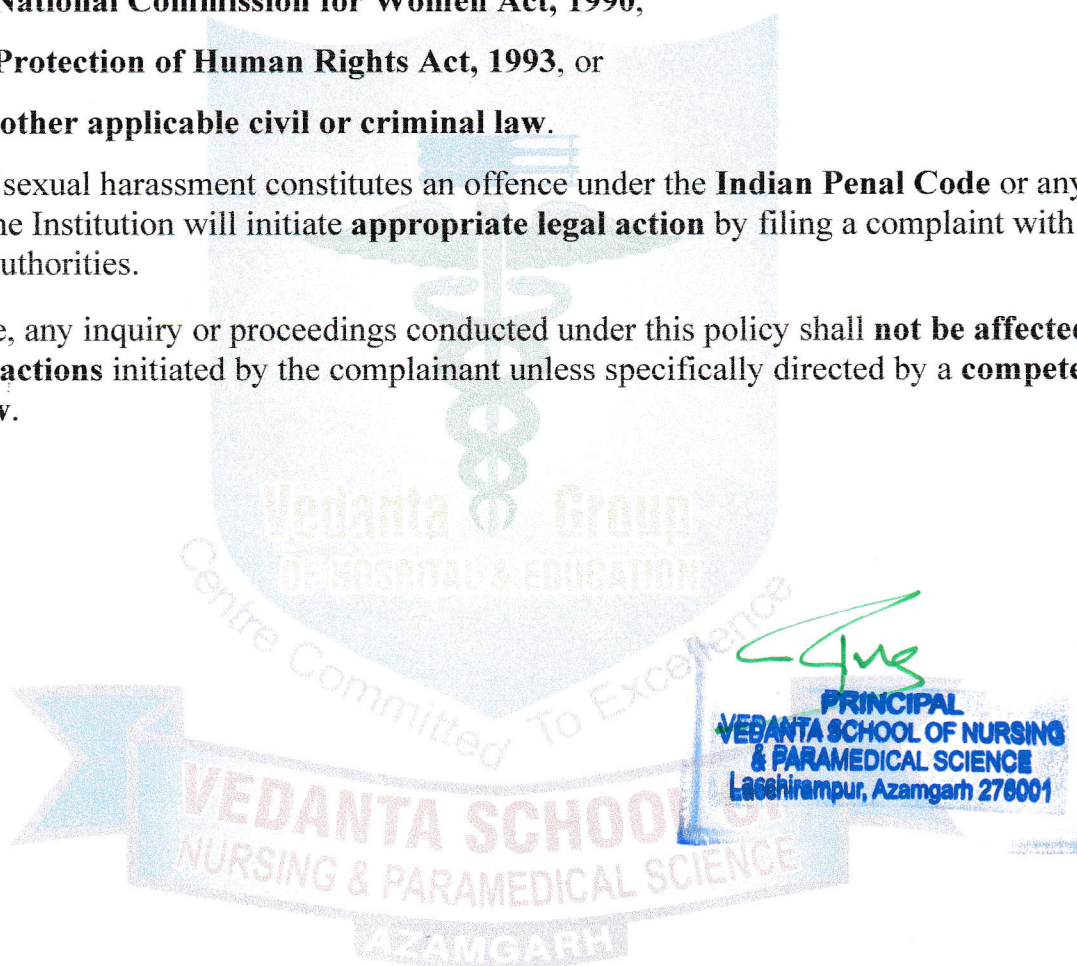 National Commission for Women Act, 1990,
Protection of Human Rights Act, 1993, or
other applicable civil or criminal law.
sexual harassment constitutes an offence under the Indian Penal Code or any
he Institution will initiate appropriate legal action by filing a complaint with
uthorities.
e, any inquiry or proceedings conducted under this policy shall not be affected
actions initiated by the complainant unless specifically directed by a compete
w.
Vedanta Group
OF HOSPITAL & EDUCATION
Centre Committed To Excellence
PRINCIPAL
VEDANTA SCHOOL OF NURSING
& PARAMEDICAL SCIENCE
Lacchirampur, Azamgarh 276001
VEDANTA SCHOOL OF
NURSING & PARAMEDICAL SCIENCE
AZAMGARH